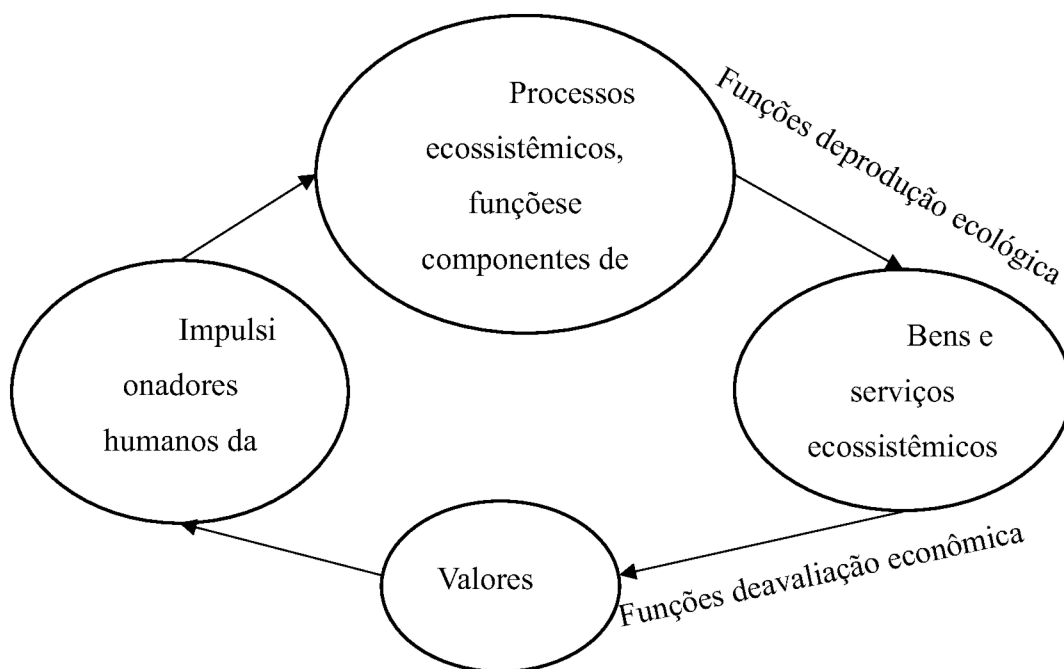 Processos
ecossistêmicos,
funçõese
componentes de
Funções deprodução ecológica
Impulsi
onadores
humanos da
Bens e
serviços
ecossistêmicos
Valores
Funções deavaliação econômica